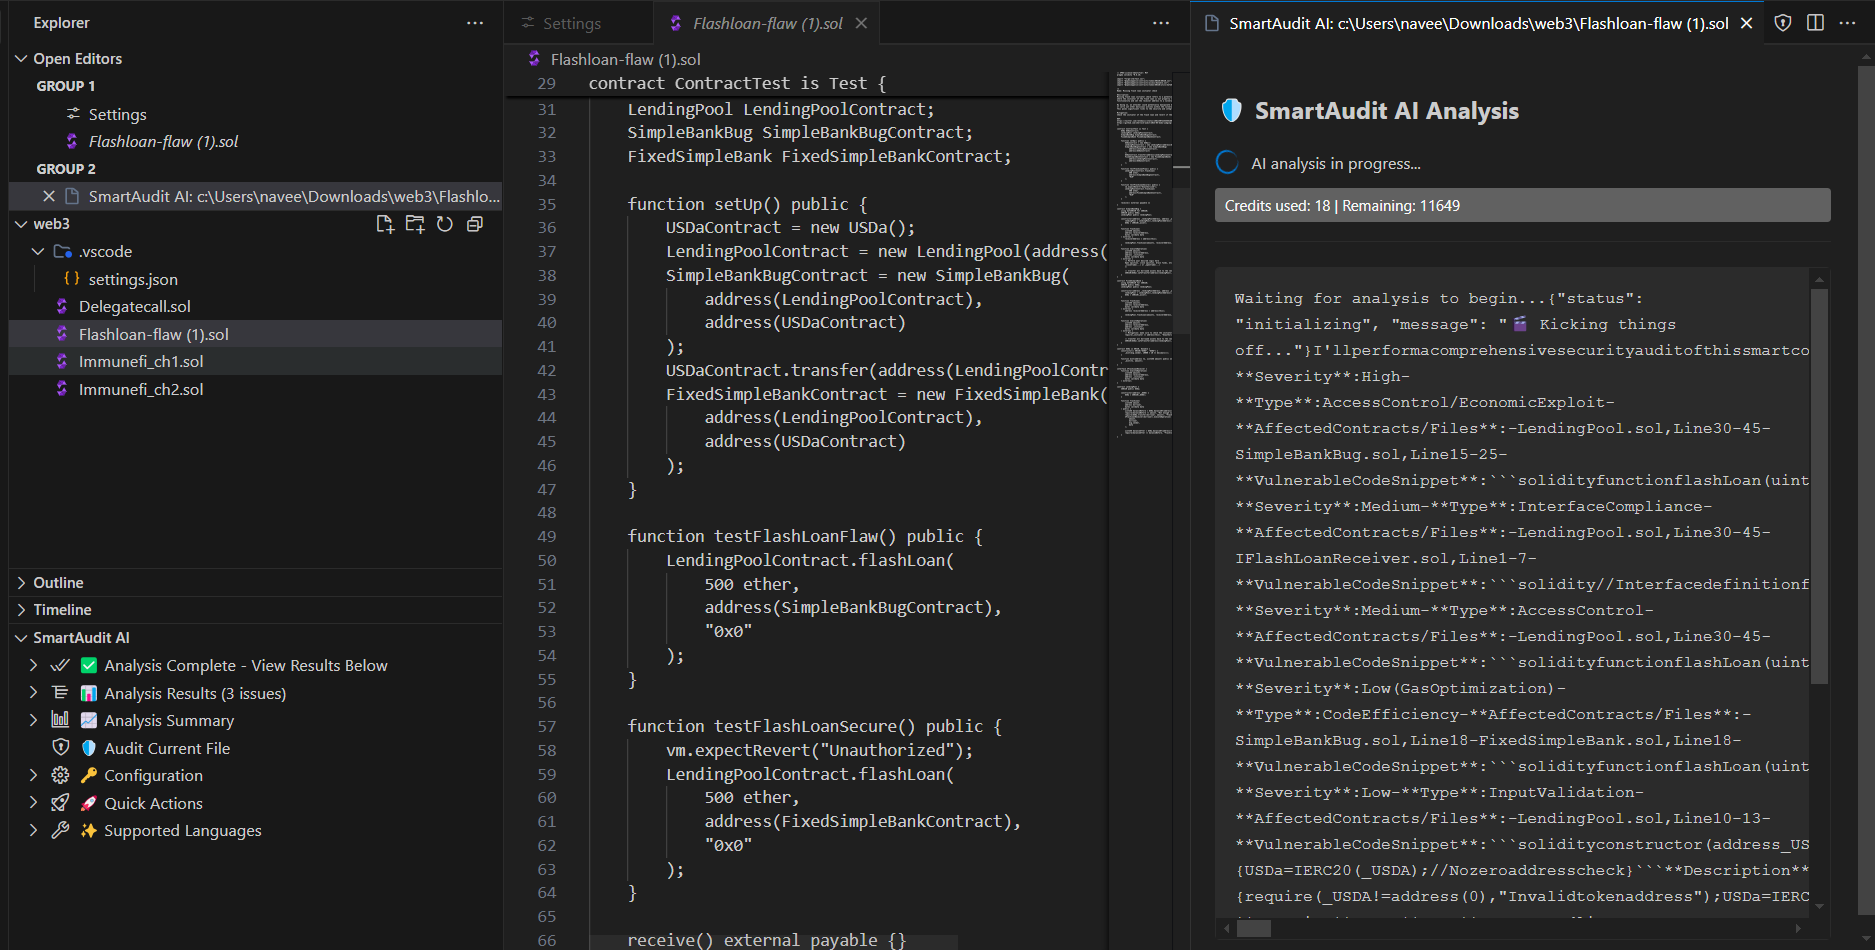 Explorer
Open Editors
GROUP 1
Settings
Flashloan-flaw (1).sol
GROUP 2
SmartAudit AI: c:\Users\navee\Downloads\web3\Flashlo...
web3
.vscode
{} settings.json
Delegatecall.sol
Flashloan-flaw (1).sol
Immunefi_ch1.sol
Immunefi_ch2.sol
Outline
Timeline
SmartAudit AI
Analysis Complete - View Results Below
Analysis Results (3 issues)
Analysis Summary
Audit Current File
Configuration
Quick Actions
Supported Languages
Settings
Flashloan-flaw (1).sol
Flashloan-flaw (1).sol
29 contract ContractTest is Test {
31 LendingPool LendingPoolContract;
32 SimpleBankBug SimpleBankBugContract;
33 FixedSimpleBank FixedSimpleBankContract;
34
35 function setUp() public {
36 USDaContract = new USDa();
37 LendingPoolContract = new LendingPool(address(
38 SimpleBankBugContract = new SimpleBankBug(
39 address(LendingPoolContract),
40 address(USDaContract)
41 );
42 USDaContract.transfer(address(LendingPoolContr
43 FixedSimpleBankContract = new FixedSimpleBank(
44 address(LendingPoolContract),
45 address(USDaContract)
46 );
47 }
48
49 function testFlashLoanFlaw() public {
50 LendingPoolContract.flashLoan(
51 500 ether,
52 address(SimpleBankBugContract),
53 "0x0"
54 );
55 }
56
57 function testFlashLoanSecure() public {
58 vm.expectRevert("Unauthorized");
59 LendingPoolContract.flashLoan(
60 500 ether,
61 address(FixedSimpleBankContract),
62 "0x0"
63 );
64 }
65
66 receive() external payable {}
SmartAudit AI: c:\Users\navee\Downloads\web3\Flashloan-flaw (1).sol
SmartAudit AI Analysis
AI analysis in progress...
Credits used: 18 | Remaining: 11649
Waiting for analysis to begin...{"status":
"initializing", "message": "🎬 Kicking things
off..."}I'llperformacomprehensivesecurityauditofthissmartco
**Severity**:High-
**Type**:AccessControl/EconomicExploit-
**AffectedContracts/Files**:-LendingPool.sol,Line30-45-
SimpleBankBug.sol,Line15-25-
**VulnerableCodeSnippet**:```solidityfunctionflashLoan(uint
**Severity**:Medium-**Type**:InterfaceCompliance-
**AffectedContracts/Files**:-LendingPool.sol,Line30-45-
IFlashLoanReceiver.sol,Line1-7-
**VulnerableCodeSnippet**:```solidity//Interfacedefinitionf
**Severity**:Medium-**Type**:AccessControl-
**AffectedContracts/Files**:-LendingPool.sol,Line30-45-
**VulnerableCodeSnippet**:```solidityfunctionflashLoan(uint
**Severity**:Low(GasOptimization)-
**Type**:CodeEfficiency-**AffectedContracts/Files**:-
SimpleBankBug.sol,Line18-FixedSimpleBank.sol,Line18-
**VulnerableCodeSnippet**:```solidityfunctionflashLoan(uint
**Severity**:Low-**Type**:InputValidation-
**AffectedContracts/Files**:-LendingPool.sol,Line10-13-
**VulnerableCodeSnippet**:```solidityconstructor(address_US
{USDa=IERC20(_USDA);//Nozeroaddresscheck}```**Description**
{require(_USDA!=address(0),"Invalidtokenaddress");USDa=IERC